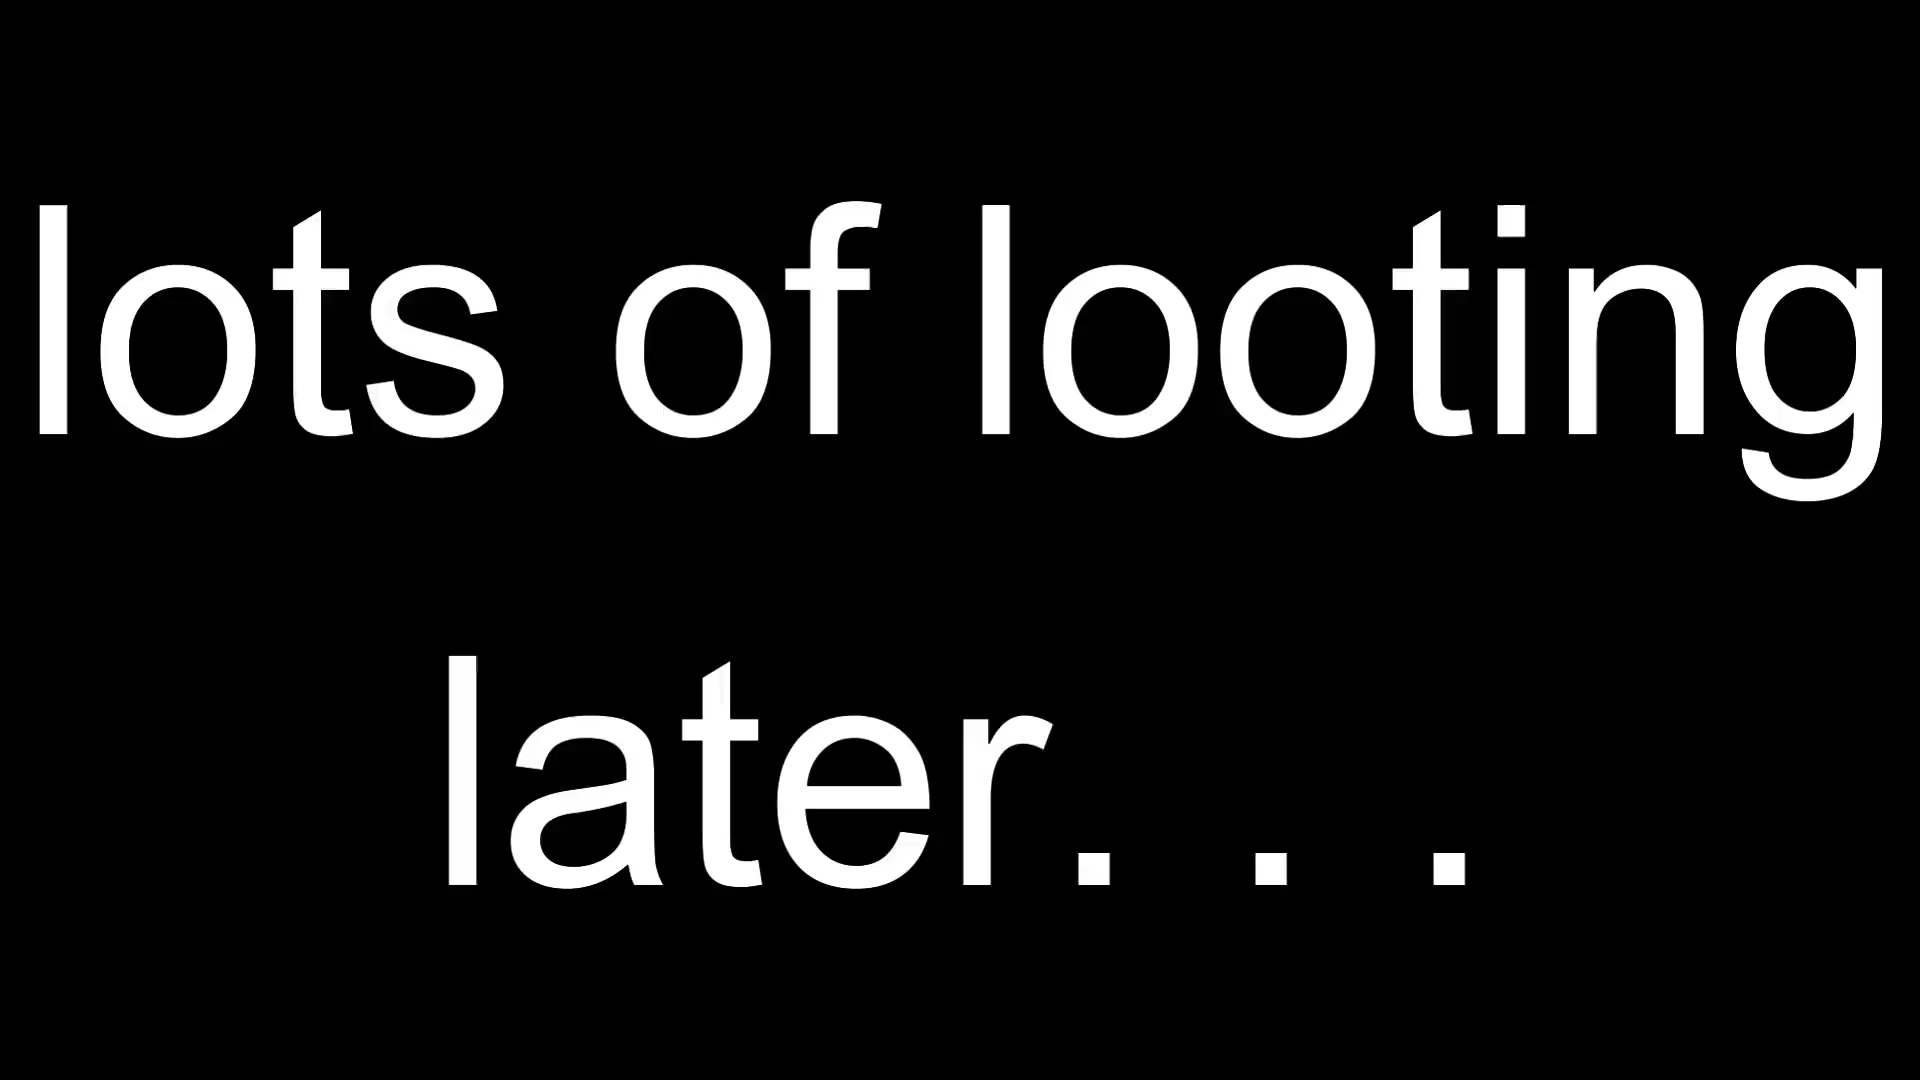 lots of looting
later. . .